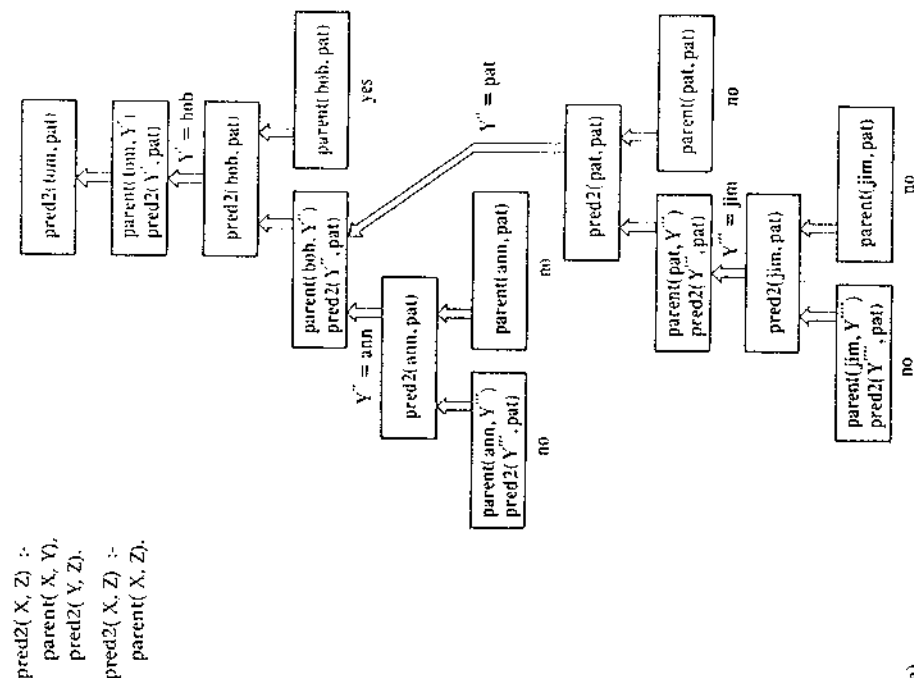 pred2( X, Z) :-
parent( X, Y),
pred2( Y, Z).
pred2( X, Z) :-
parent( X, Z).
pred2( tom, pat)
parent( tom, Y')
pred2( Y', pat)
Y' = bob
pred2( bob, pat)
parent( bob, Y'')
pred2( Y'', pat)
parent( bob, pat)
yes
Y'' = ann
Y'' = pat
pred2( ann, pat)
parent( ann, Y''')
pred2( Y''', pat)
no
parent( ann, pat)
no
pred2( pat, pat)
parent( pat, Y''')
pred2( Y''', pat)
parent( pat, pat)
no
Y''' = jim
pred2( jim, pat)
parent( jim, Y'''')
pred2( Y'''', pat)
no
parent( jim, pat)
no